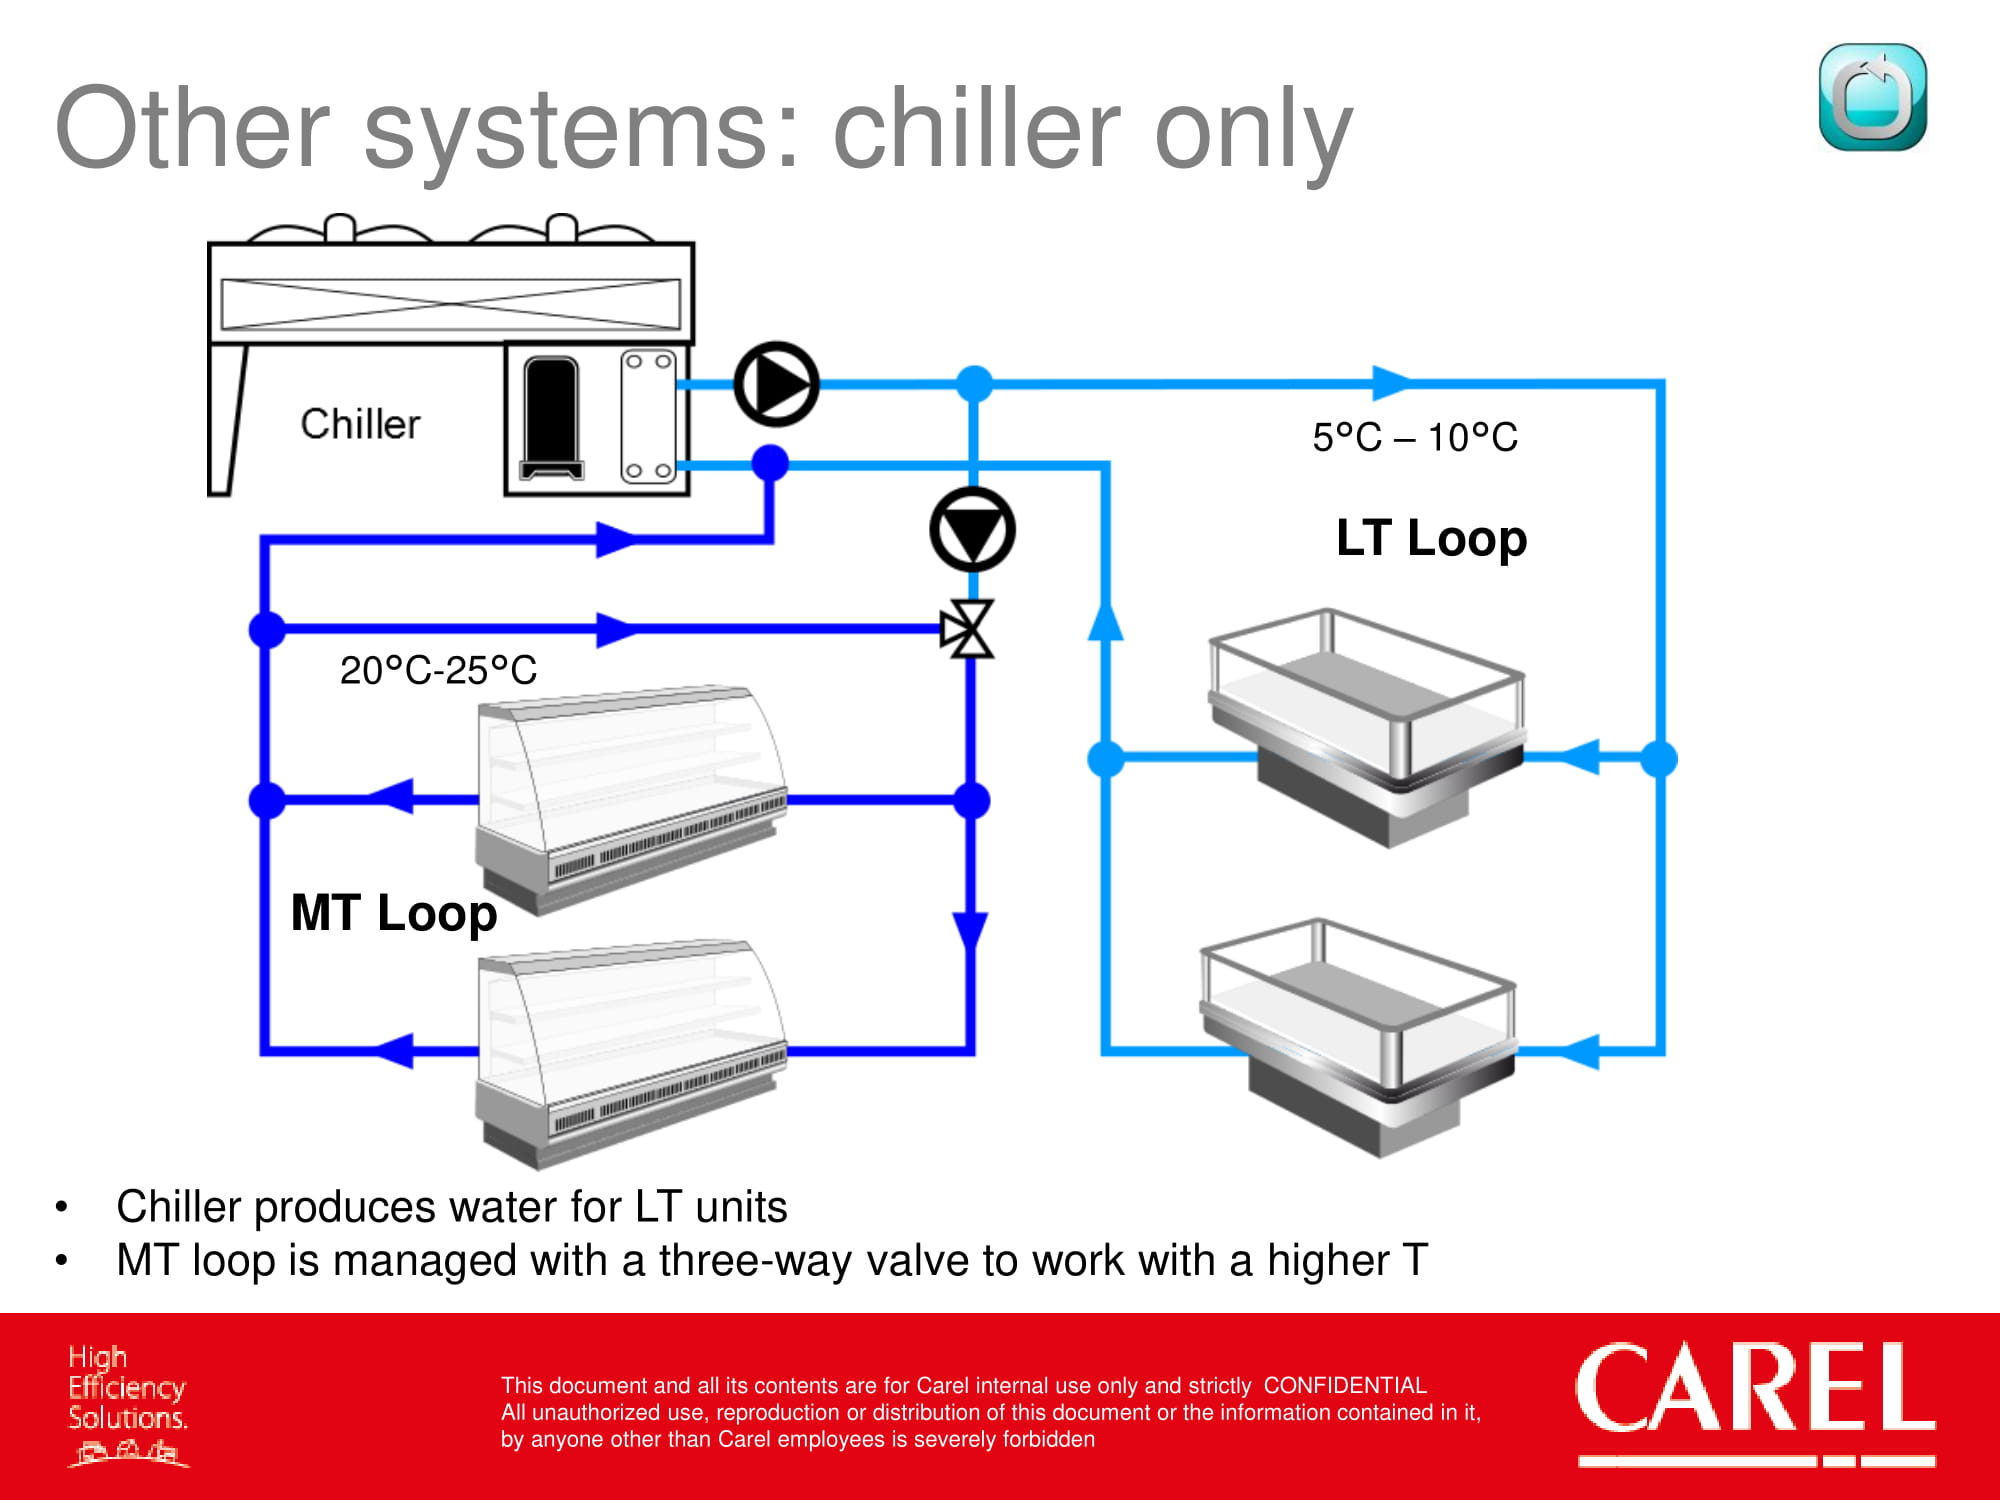 Other systems: chiller only
Chiller
5°C – 10°C
LT Loop
20°C-25°C
MT Loop
• Chiller produces water for LT units
• MT loop is managed with a three-way valve to work with a higher T
High
Efficiency
Solutions.
This document and all its contents are for Carel internal use only and strictly  CONFIDENTIAL
All unauthorized use, reproduction or distribution of this document or the information contained in it,
by anyone other than Carel employees is severely forbidden
CAREL